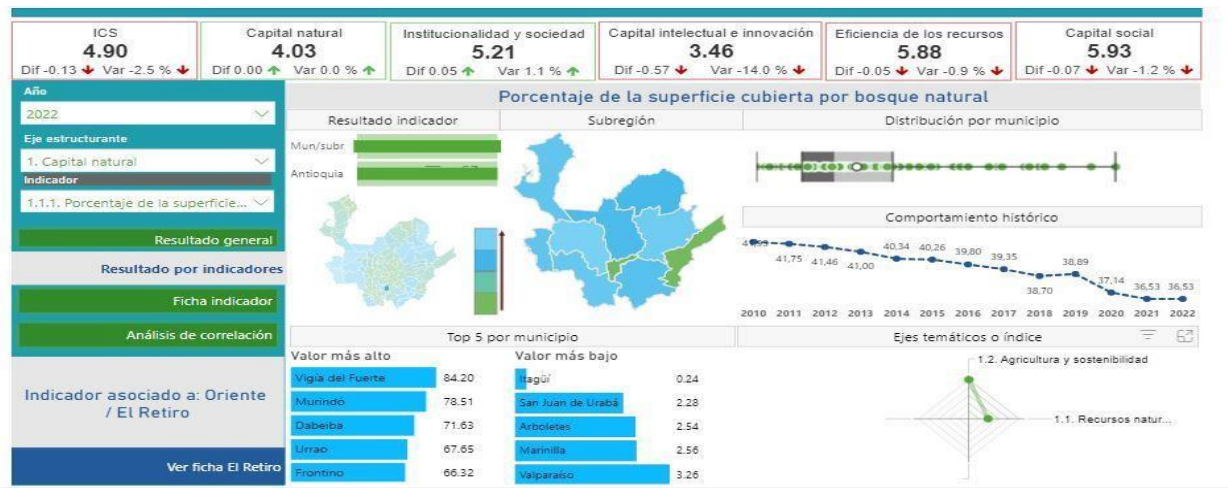 ICS
4.90
Dif -0.13 Var -2.5 %
Capital natural
4.03
Dif 0.00 Var 0.0 %
Institucionalidad y sociedad
5.21
Dif 0.05 Var 1.1 %
Capital intelectual e innovación
3.46
Dif -0.57 Var -14.0 %
Eficiencia de los recursos
5.88
Dif -0.05 Var -0.9 %
Capital social
5.93
Dif -0.07 Var -1.2 %
Año
2022
Eje estructurante
1. Capital natural
Indicador
1.1.1. Porcentaje de la superficie...
Resultado general
Resultado por indicadores
Ficha indicador
Análisis de correlación
Indicador asociado a: Oriente
/ El Retiro
Ver ficha El Retiro
Porcentaje de la superficie cubierta por bosque natural
Resultado indicador
Mun/subr
Antioquia
Subregión
Distribución por municipio
Comportamiento histórico
41,75 41,46 41,00 40,34 40,26 39,80 39,35 38,70 38,89 37,14 36,53 36,53
2010 2011 2012 2013 2014 2015 2016 2017 2018 2019 2020 2021 2022
Top 5 por municipio
Valor más alto
Vigía del Fuerte 84.20
Murindó 78.51
Dabeiba 71.63
Urrao 67.65
Frontino 66.32
Valor más bajo
Itagüí 0.24
San Juan de Urabá 2.28
Arboletes 2.54
Marinilla 2.56
Valparaíso 3.26
Ejes temáticos o índice
1.2. Agricultura y sostenibilidad
1.1. Recursos natur...